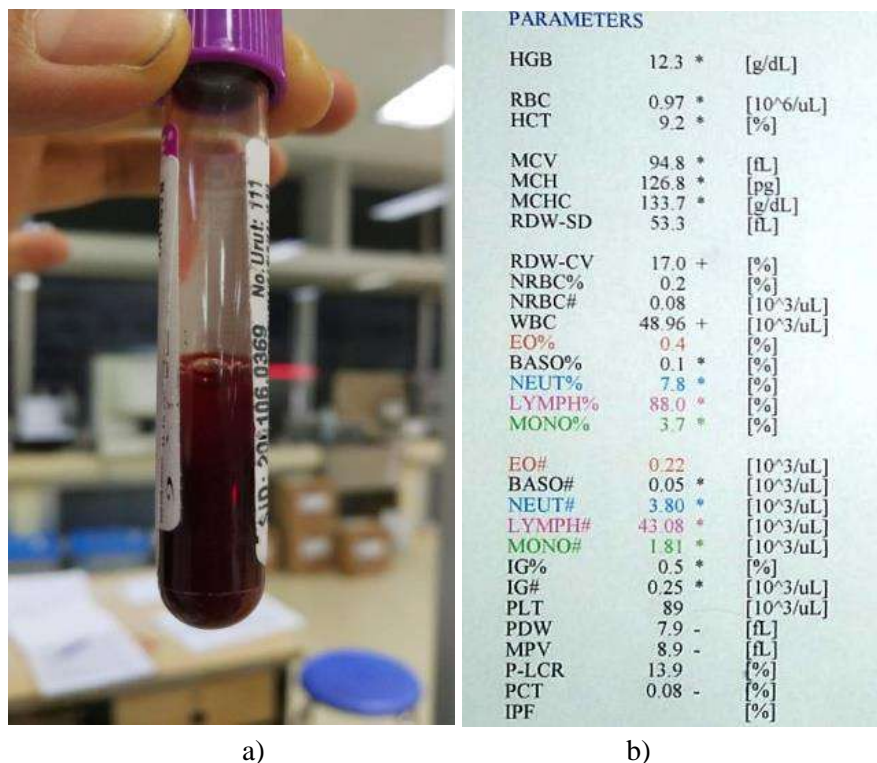 No.Urut: 111
SID: 200106.0369
PARAMETERS
HGB 12.3 * [g/dL]
RBC 0.97 * [10^6/uL]
HCT 9.2 * [%]
MCV 94.8 * [fL]
MCH 126.8 * [pg]
MCHC 133.7 * [g/dL]
RDW-SD 53.3 [fL]
RDW-CV 17.0 + [%]
NRBC% 0.2 [%]
NRBC# 0.08 [10^3/uL]
WBC 48.96 + [10^3/uL]
EO% 0.4 [%]
BASO% 0.1 * [%]
NEUT% 7.8 * [%]
LYMPH% 88.0 * [%]
MONO% 3.7 * [%]
EO# 0.22 [10^3/uL]
BASO# 0.05 * [10^3/uL]
NEUT# 3.80 * [10^3/uL]
LYMPH# 43.08 * [10^3/uL]
MONO# 1.81 * [10^3/uL]
IG% 0.5 * [%]
IG# 0.25 * [10^3/uL]
PLT 89 [10^3/uL]
PDW 7.9 - [fL]
MPV 8.9 - [fL]
P-LCR 13.9 [%]
PCT 0.08 - [%]
IPF [%]
a)
b)